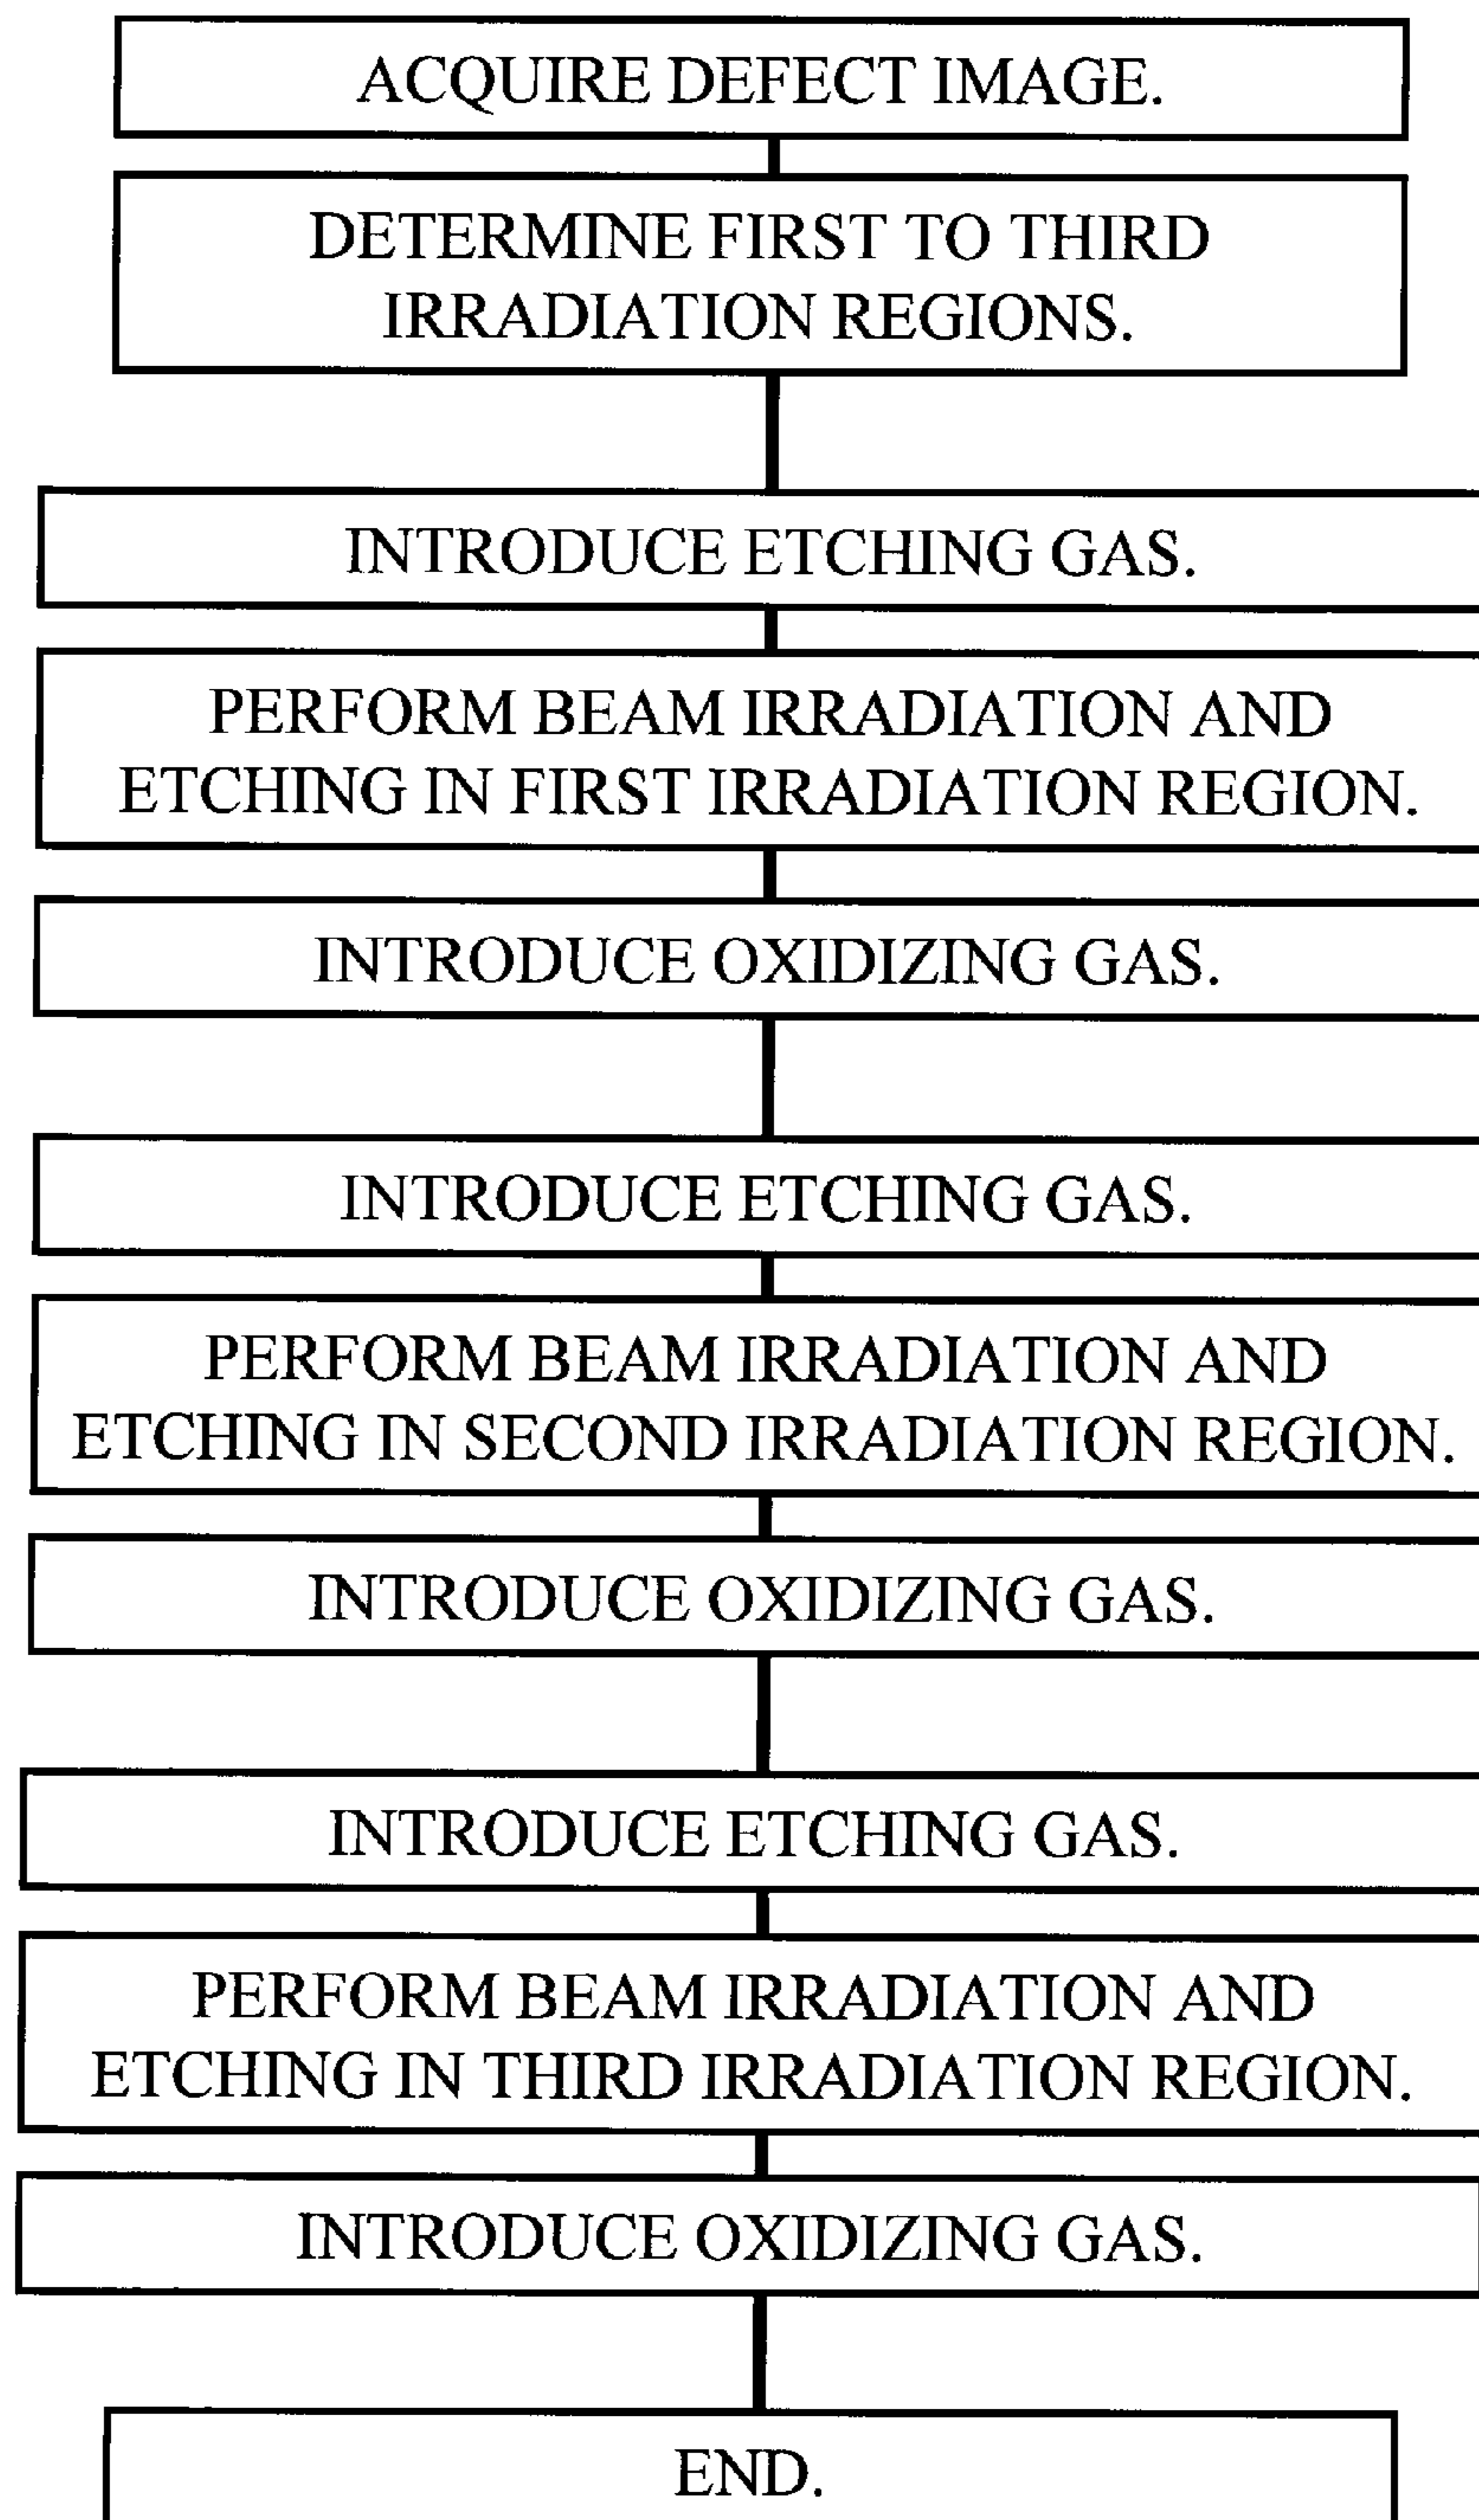 ACQUIRE DEFECT IMAGE.
DETERMINE FIRST TO THIRD
IRRADIATION REGIONS.
INTRODUCE ETCHING GAS.
PERFORM BEAM IRRADIATION AND
ETCHING IN FIRST IRRADIATION REGION.
INTRODUCE OXIDIZING GAS.
INTRODUCE ETCHING GAS.
PERFORM BEAM IRRADIATION AND
ETCHING IN SECOND IRRADIATION REGION.
INTRODUCE OXIDIZING GAS.
INTRODUCE ETCHING GAS.
PERFORM BEAM IRRADIATION AND
ETCHING IN THIRD IRRADIATION REGION.
INTRODUCE OXIDIZING GAS.
END.